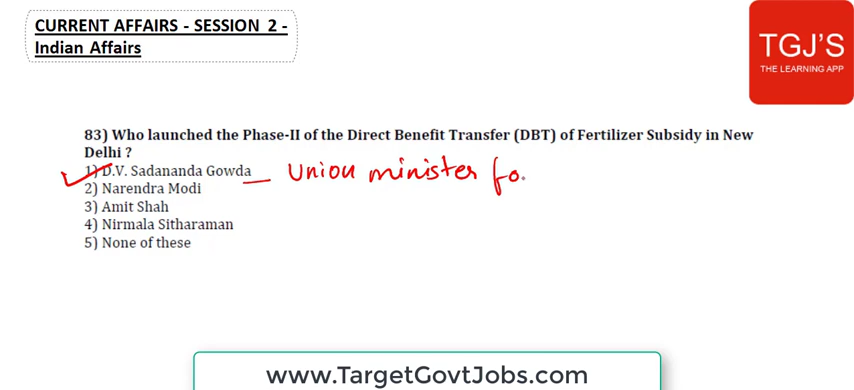 CURRENT AFFAIRS - SESSION 2 -
Indian Affairs
TGJ'S
THE LEARNING APP
83) Who launched the Phase-II of the Direct Benefit Transfer (DBT) of Fertilizer Subsidy in New
Delhi ?
1) D.V. Sadananda Gowda _ Union minister fo
2) Narendra Modi
3) Amit Shah
4) Nirmala Sitharaman
5) None of these
www.TargetGovtJobs.com